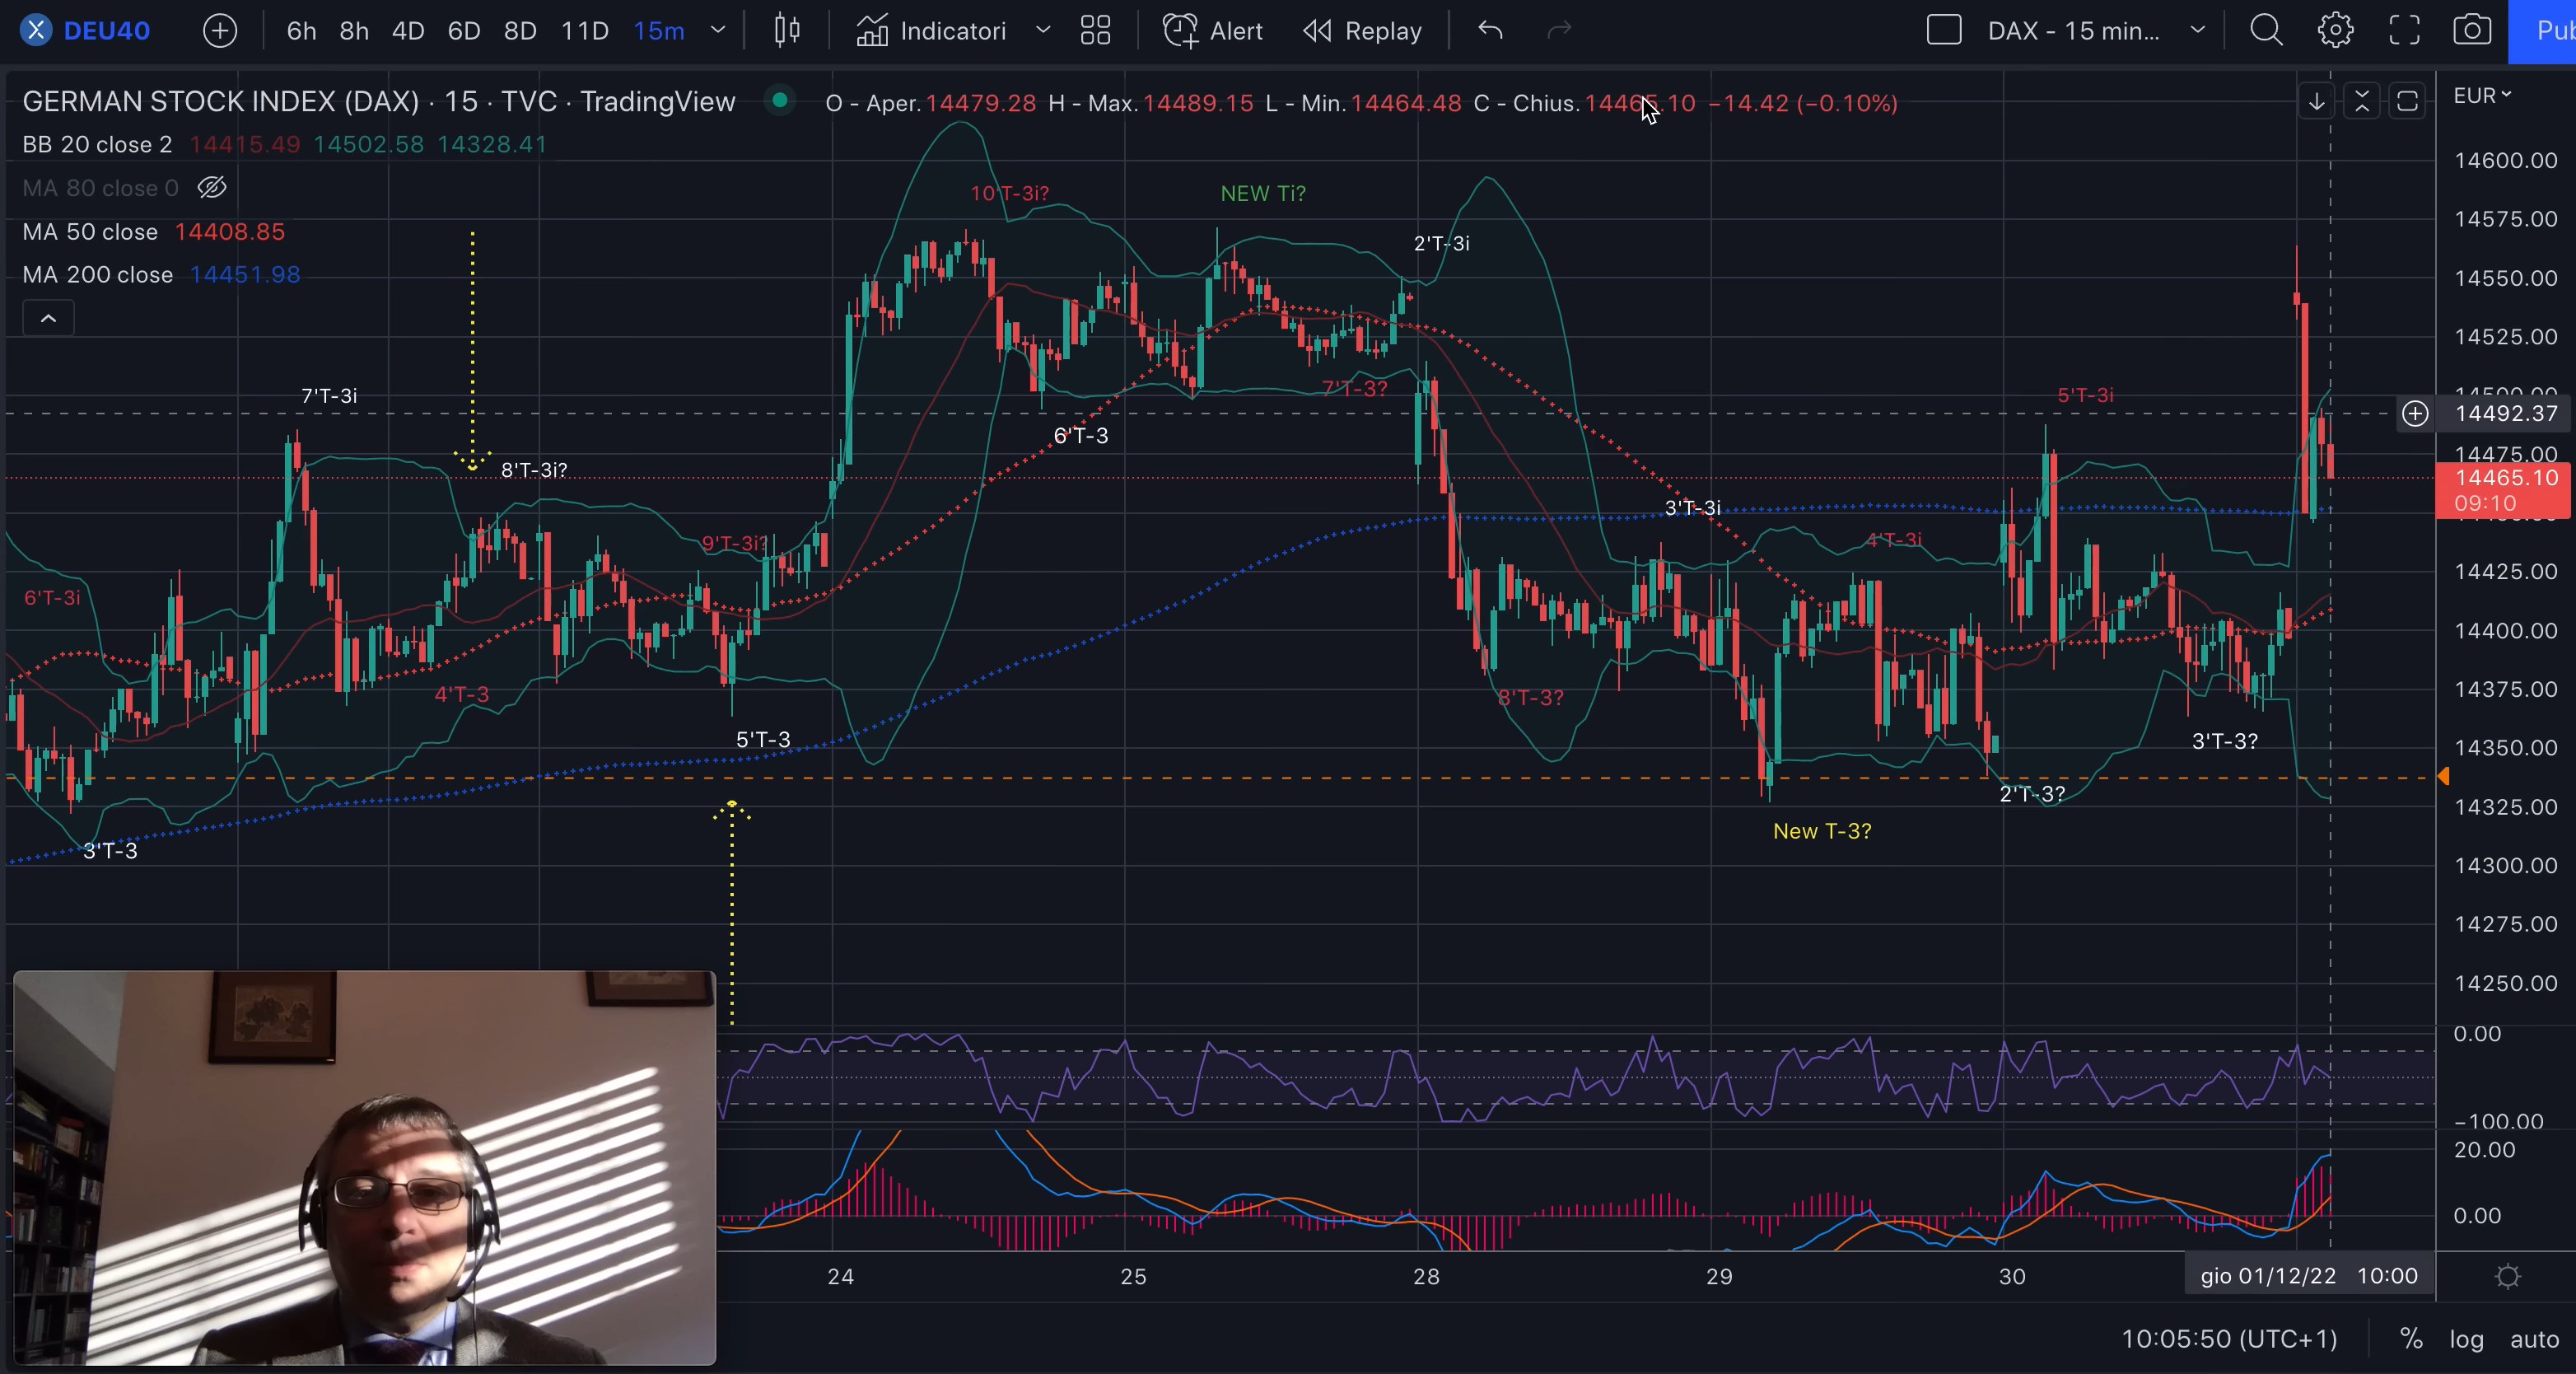 DEU40 6h 8h 4D 6D 8D 11D 15m Indicatori Alert Replay DAX - 15 min... Pub
GERMAN STOCK INDEX (DAX) · 15 · TVC · TradingView O - Aper. 14479.28 H - Max. 14489.15 L - Min. 14464.48 C - Chius. 14465.10 −14.42 (−0.10%) EUR
BB 20 close 2 14415.49 14502.58 14328.41
MA 80 close 0
MA 50 close 14408.85
MA 200 close 14451.98
10'T-3i?
NEW Ti?
2'T-3i
7'T-3i
8'T-3i?
7'T-3?
5'T-3i
6'T-3
3'T-3i
9'T-3i?
4'T-3i
6'T-3i
4'T-3
8'T-3?
5'T-3
3'T-3?
2'T-3?
New T-3?
3'T-3
14600.00
14575.00
14550.00
14525.00
14492.37
14475.00
14465.10
09:10
14425.00
14400.00
14375.00
14350.00
14325.00
14300.00
14275.00
14250.00
0.00
−100.00
20.00
0.00
24 25 28 29 30 gio 01/12/22 10:00
10:05:50 (UTC+1) % log auto